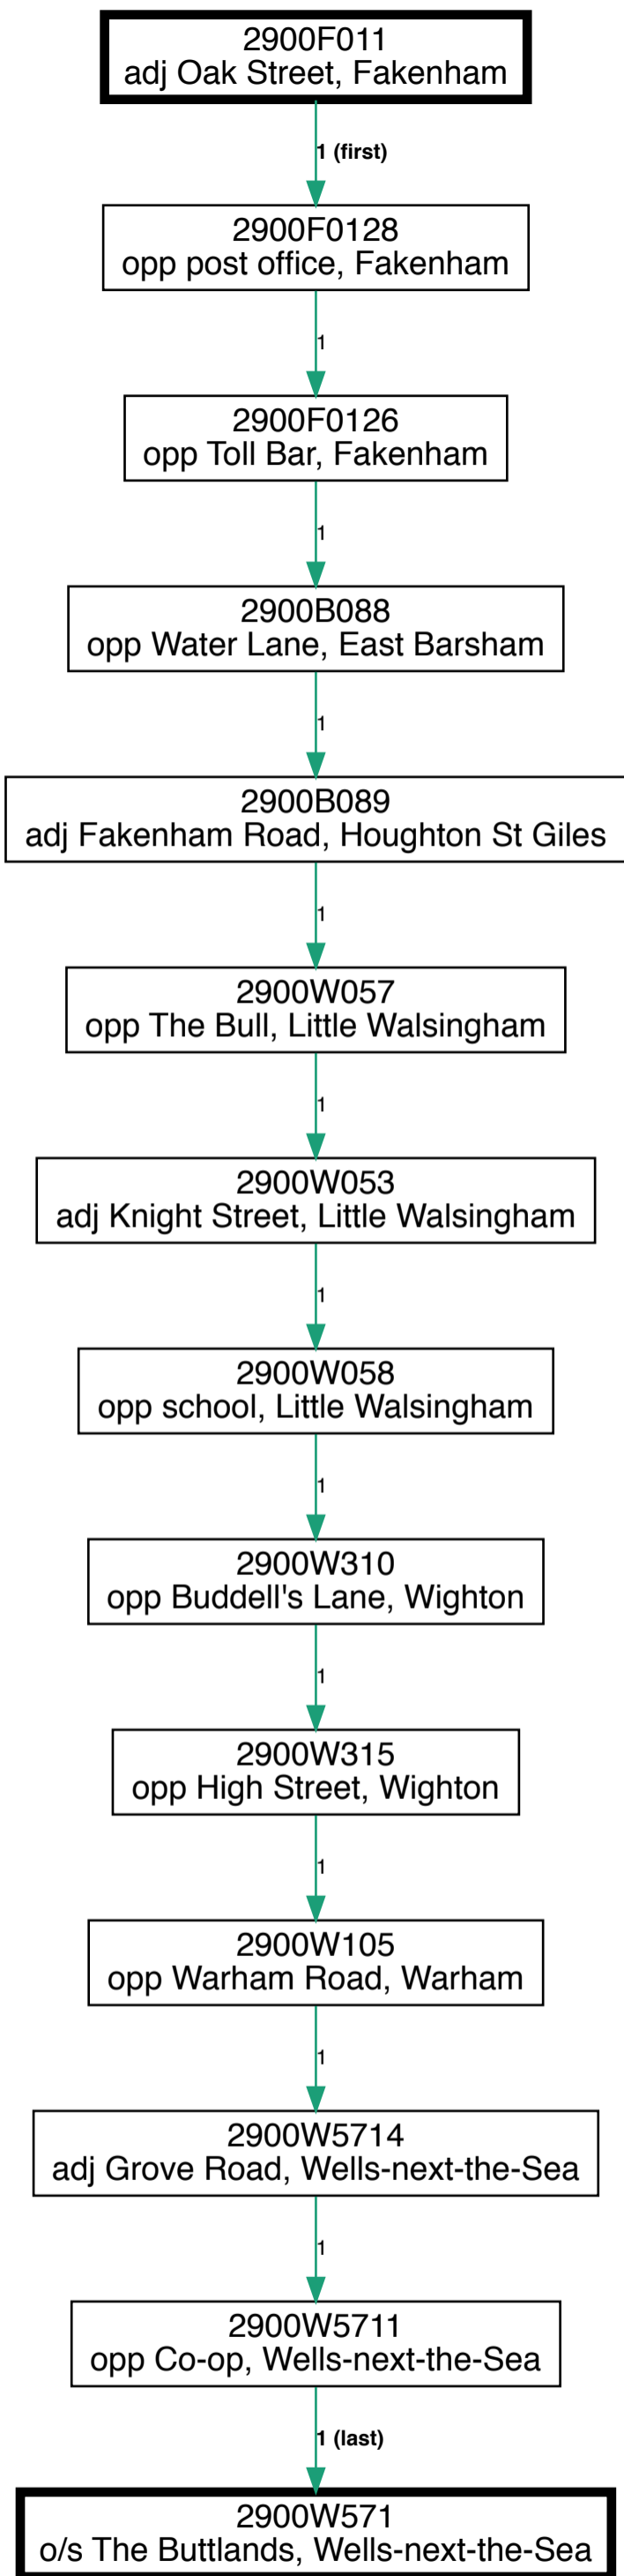 2900F011
adj Oak Street, Fakenham
1 (first)
2900F0128
opp post office, Fakenham
1
2900F0126
opp Toll Bar, Fakenham
1
2900B088
opp Water Lane, East Barsham
1
2900B089
adj Fakenham Road, Houghton St Giles
1
2900W057
opp The Bull, Little Walsingham
1
2900W053
adj Knight Street, Little Walsingham
1
2900W058
opp school, Little Walsingham
1
2900W310
opp Buddell's Lane, Wighton
1
2900W315
opp High Street, Wighton
1
2900W105
opp Warham Road, Warham
1
2900W5714
adj Grove Road, Wells-next-the-Sea
1
2900W5711
opp Co-op, Wells-next-the-Sea
1 (last)
2900W571
o/s The Buttlands, Wells-next-the-Sea